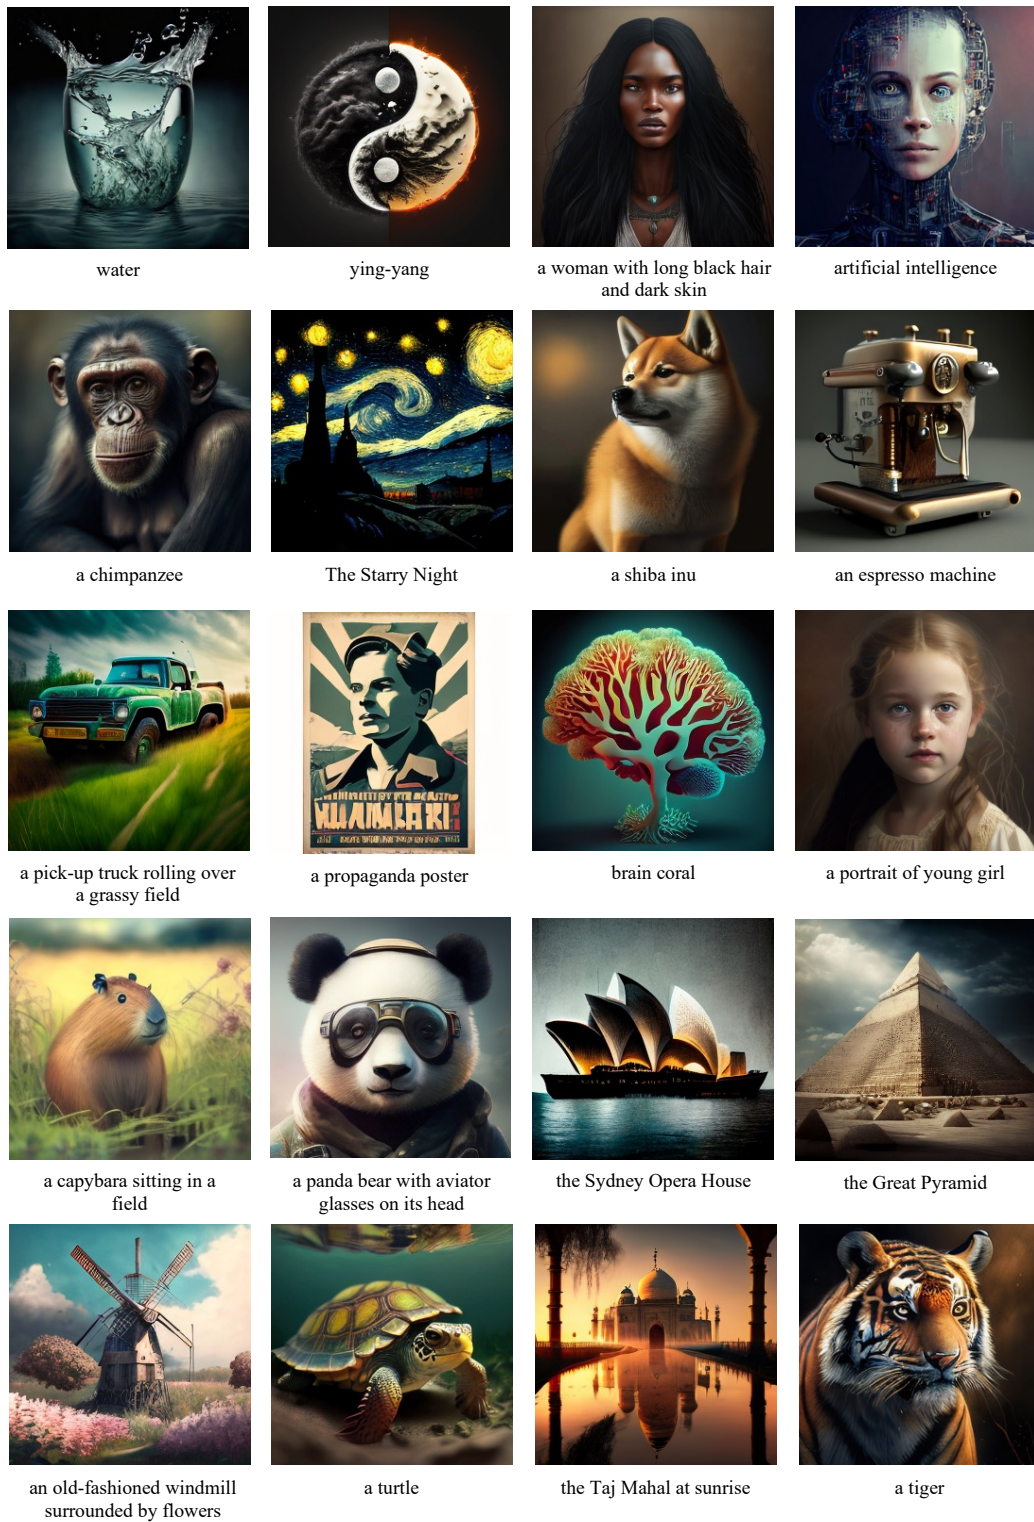 water
ying-yang
a woman with long black hair
and dark skin
artificial intelligence
a chimpanzee
The Starry Night
a shiba inu
an espresso machine
a pick-up truck rolling over
a grassy field
a propaganda poster
brain coral
a portrait of young girl
a capybara sitting in a
field
a panda bear with aviator
glasses on its head
the Sydney Opera House
the Great Pyramid
an old-fashioned windmill
surrounded by flowers
a turtle
the Taj Mahal at sunrise
a tiger